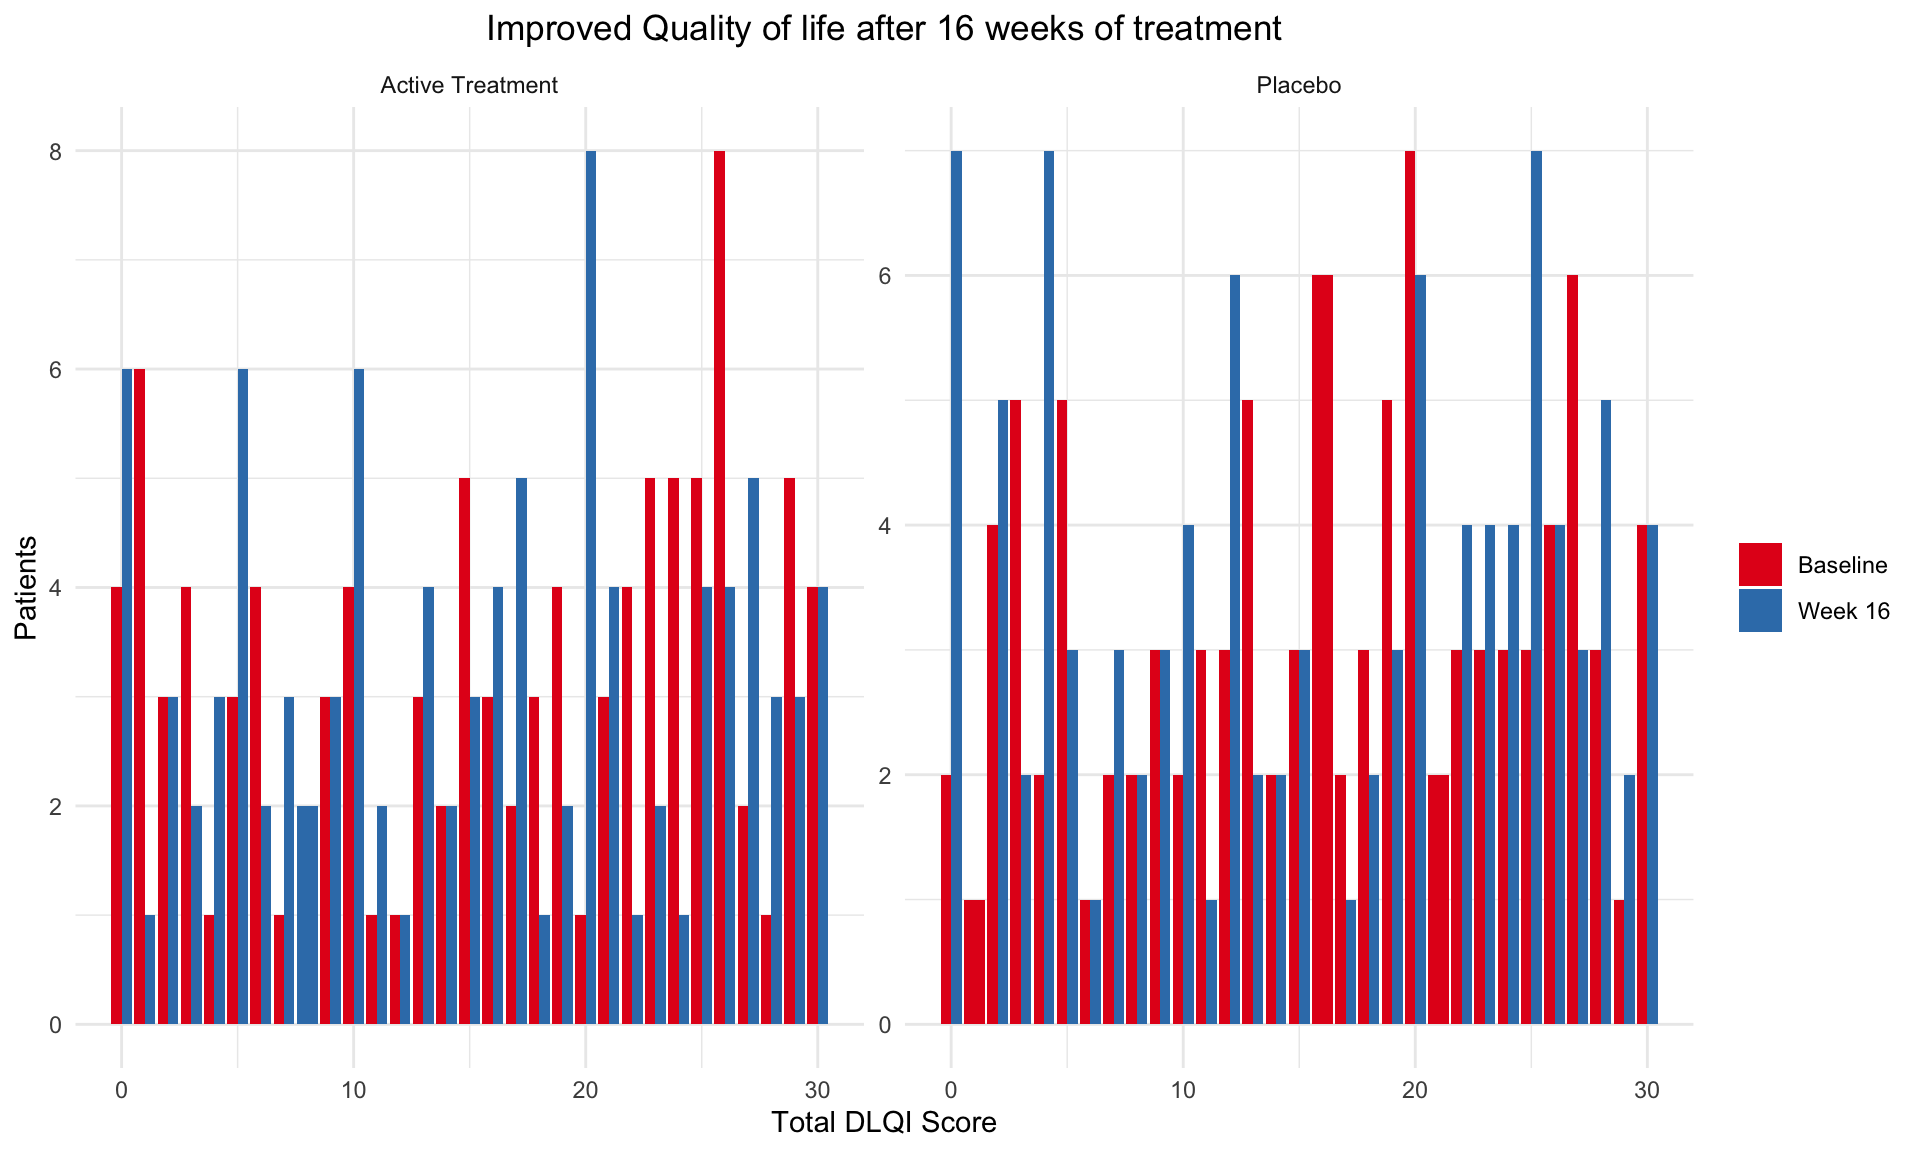 Improved Quality of life after 16 weeks of treatment
Active Treatment
Placebo
8
6
4
2
0
6
4
2
0
Patients
0 10 20 30
0 10 20 30
Total DLQI Score
Baseline
Week 16